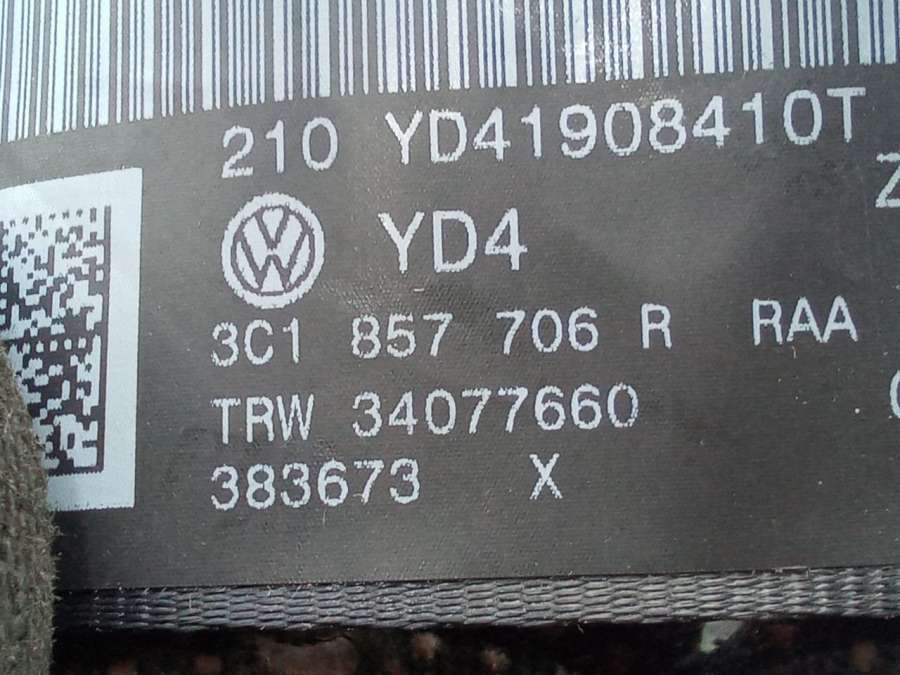 210 YD41908410T
Z
YD4
3C1 857 706 R RAA
TRW 34077660
383673 X